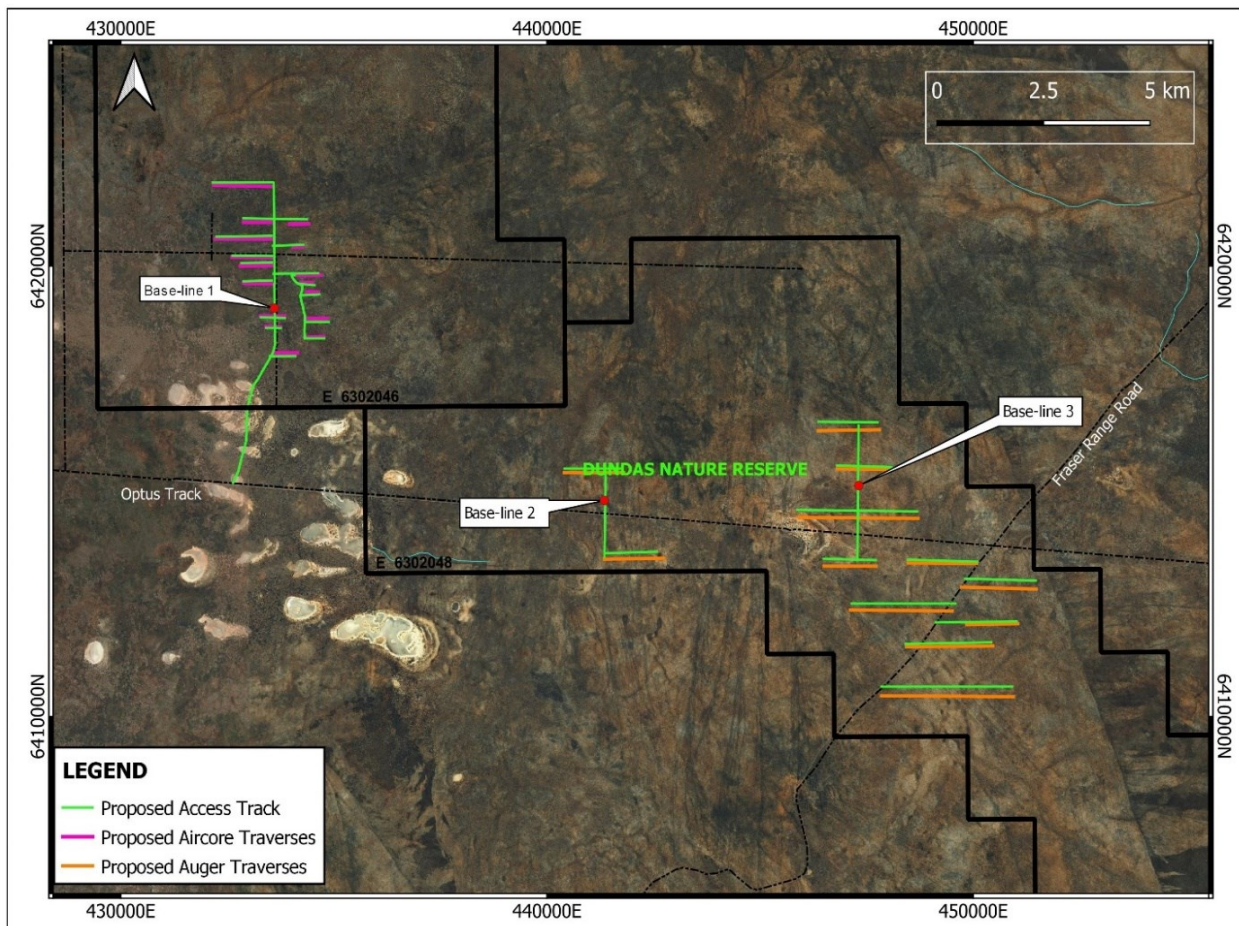 430000E
440000E
450000E
0
2.5
5 km
6420000N
6420000N
Base-line 1
E 6302046
Base-line 3
Fraser Range Road
DUNDAS NATURE RESERVE
Optus Track
Base-line 2
E 6302048
6410000N
6410000N
LEGEND
Proposed Access Track
Proposed Aircore Traverses
Proposed Auger Traverses
430000E
440000E
450000E